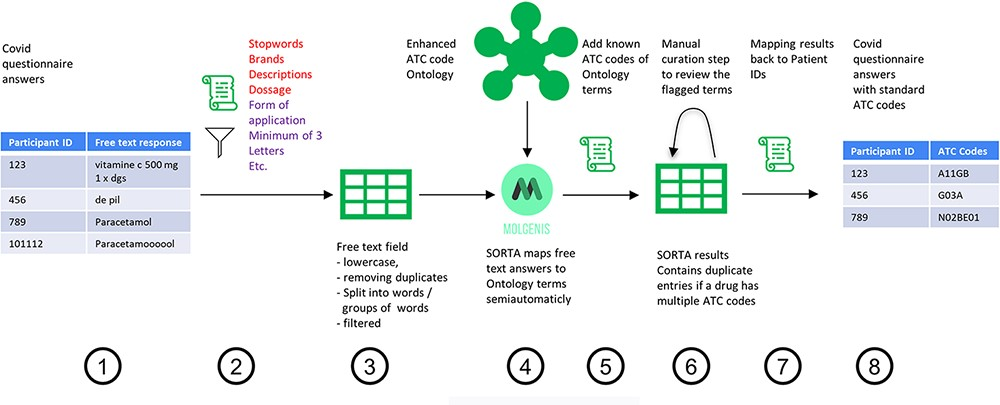 Covid
questionnaire
answers
Participant ID Free text response
123 vitamine c 500 mg
1 x dgs
456 de pil
789 Paracetamol
101112 Paracetamoooool
Stopwords
Brands
Descriptions
Dossage
Form of
application
Minimum of 3
Letters
Etc.
Free text field
- lowercase,
- removing duplicates
- Split into words /
groups of words
- filtered
Enhanced
ATC code
Ontology
MOLGENIS
SORTA maps free
text answers to
Ontology terms
semiautomaticly
Add known
ATC codes of
Ontology
terms
Manual
curation step
to review the
flagged terms
SORTA results
Contains duplicate
entries if a drug has
multiple ATC codes
Mapping results
back to Patient
IDs
Covid
questionnaire
answers
with standard
ATC codes
Participant ID ATC Codes
123 A11GB
456 G03A
789 N02BE01
1 2 3 4 5 6 7 8